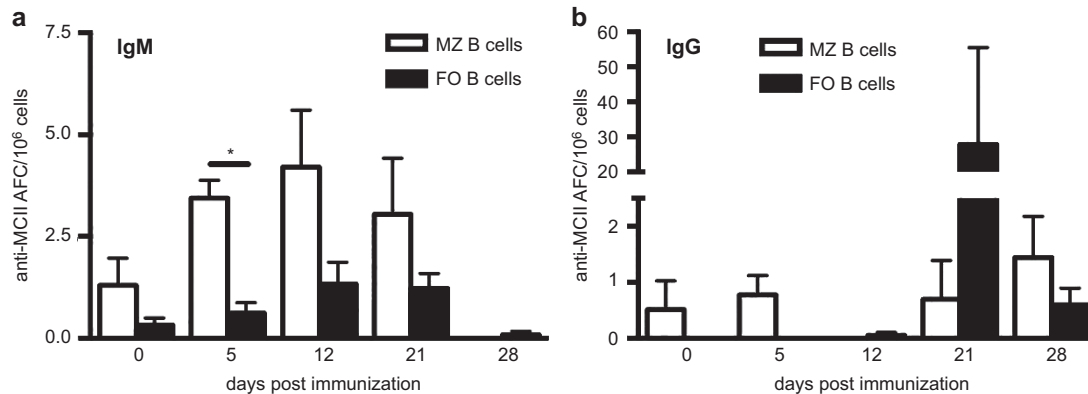 a
IgM
MZ B cells
FO B cells
anti-MCII AFC/10⁶ cells
7.5
5.0
2.5
0.0
*
0 5 12 21 28
days post immunization
b
IgG
MZ B cells
FO B cells
anti-MCII AFC/10⁶ cells
60
50
40
30
20
2
1
0
0 5 12 21 28
days post immunization